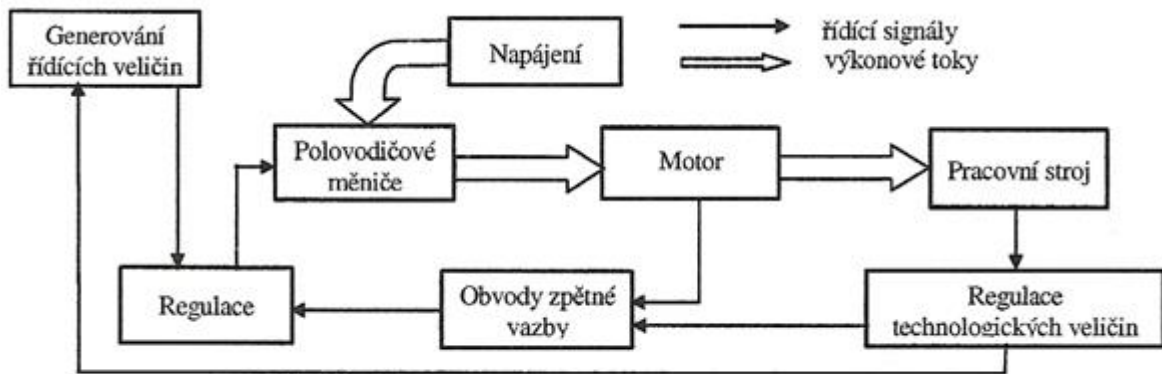 Generování
řídících veličin
Napájení
řídící signály
výkonové toky
Polovodičové
měniče
Motor
Pracovní stroj
Regulace
Obvody zpětné
vazby
Regulace
technologických veličin